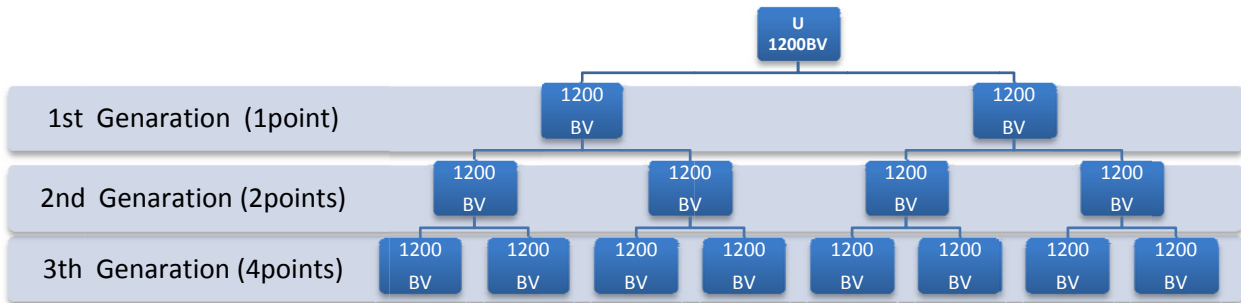 U
1200BV
1st Genaration (1point)
1200
BV
1200
BV
2nd Genaration (2points)
1200
BV
1200
BV
1200
BV
1200
BV
3th Genaration (4points)
1200
BV
1200
BV
1200
BV
1200
BV
1200
BV
1200
BV
1200
BV
1200
BV